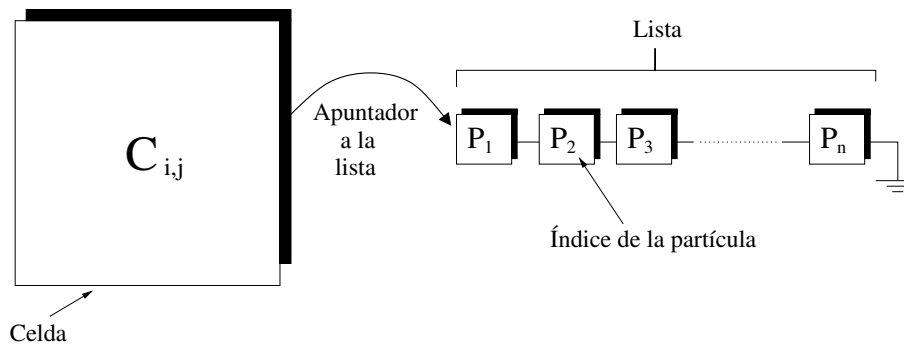 Lista
Apuntador
a la
lista
C i,j
P1
P2
P3
Pn
Índice de la partícula
Celda